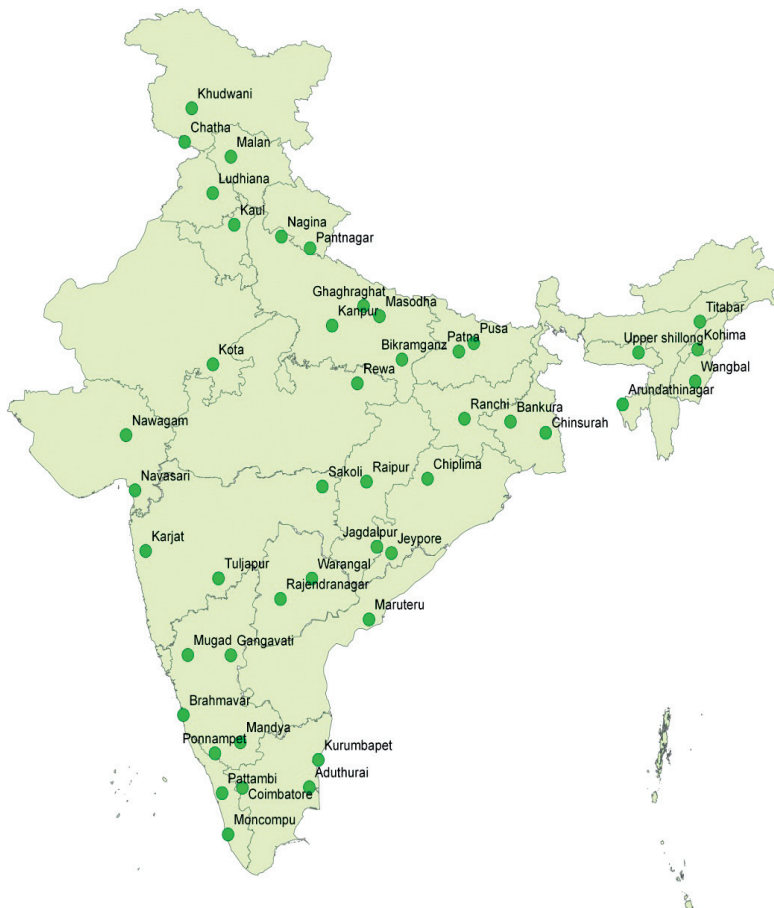 Khudwani
Chatha
Malan
Ludhiana
Kaul
Nagina
Pantnagar
Ghaghraghat
Masodha
Kanpur
Titabar
Pusa
Patna
Upper shillong
Kohima
Bikramganz
Kota
Rewa
Wangbal
Arundathinagar
Ranchi
Bankura
Nawagam
Chinsurah
Navasari
Sakoli
Raipur
Chiplima
Karjat
Jagdalpur
Jeypore
Tuljapur
Warangal
Rajendranagar
Maruteru
Mugad
Gangavati
Brahmavar
Mandya
Ponnampet
Kurumbapet
Pattambi
Aduthurai
Coimbatore
Moncompu